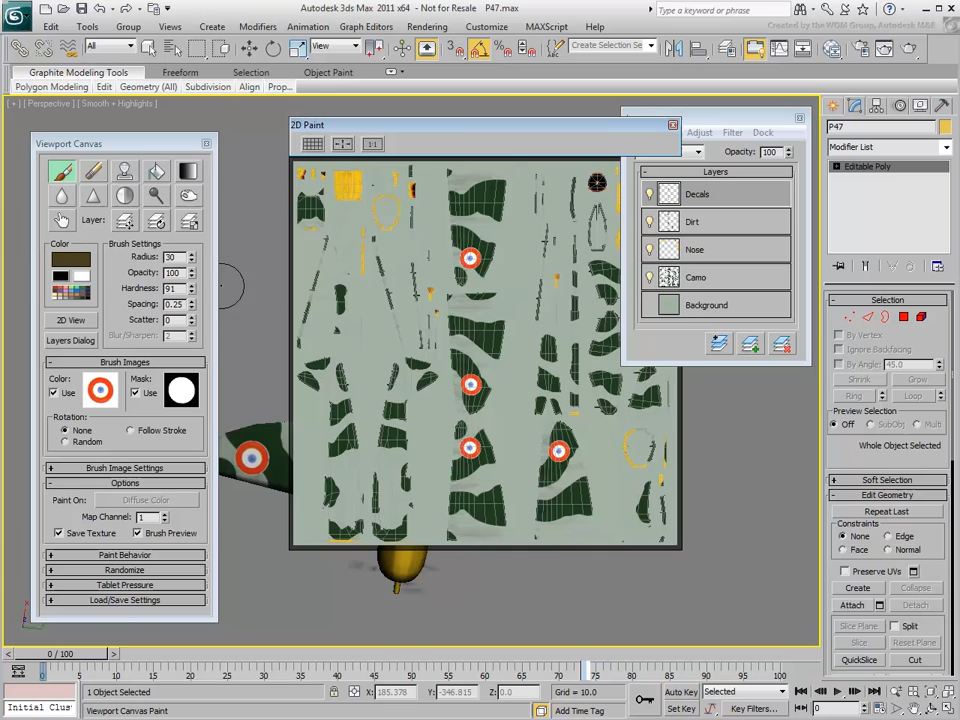 Autodesk 3ds Max 2011 x64 - Not for Resale P47.max
Type a keyword or phrase
Edit Tools Group Views Create Modifiers Animation Graph Editors Rendering Customize MAXScript Help
Created by the WDM Group, Autodesk M&E
All
View
Create Selection Se
Graphite Modeling Tools Freeform Selection Object Paint
Polygon Modeling Edit Geometry (All) Subdivision Align Prop...
[ + ] [ Perspective ] [ Smooth + Highlights ]
Viewport Canvas
Layer:
Color
Brush Settings
Radius: 30
Opacity: 100
Hardness: 91
Spacing: 0.25
Scatter: 0
Blur/Sharpen: 2
2D View
Layers Dialog
Brush Images
Color:
Use
Mask:
Use
Rotation:
None
Follow Stroke
Random
Brush Image Settings
Options
Paint On: Diffuse Color
Map Channel: 1
Save Texture
Brush Preview
Paint Behavior
Randomize
Tablet Pressure
Load/Save Settings
2D Paint
1:1
Adjust Filter Dock
Opacity: 100
Layers
Decals
Dirt
Nose
Camo
Background
P47
Modifier List
Editable Poly
Selection
By Vertex
Ignore Backfacing
By Angle: 45.0
Shrink Grow
Ring Loop
Preview Selection
Off SubObj Multi
Whole Object Selected
Soft Selection
Edit Geometry
Repeat Last
Constraints
None Edge
Face Normal
Preserve UVs
Create Collapse
Attach Detach
Slice Plane Split
Slice Reset Plane
QuickSlice Cut
0 / 100
0 10 20 30 40 50 60 70 80 90 100
1 Object Selected
X: 185.378 Y: -346.815 Z: 0.0
Grid = 10.0
Auto Key Selected
Initial Clus
Viewport Canvas Paint
Add Time Tag
Set Key
Key Filters...
0